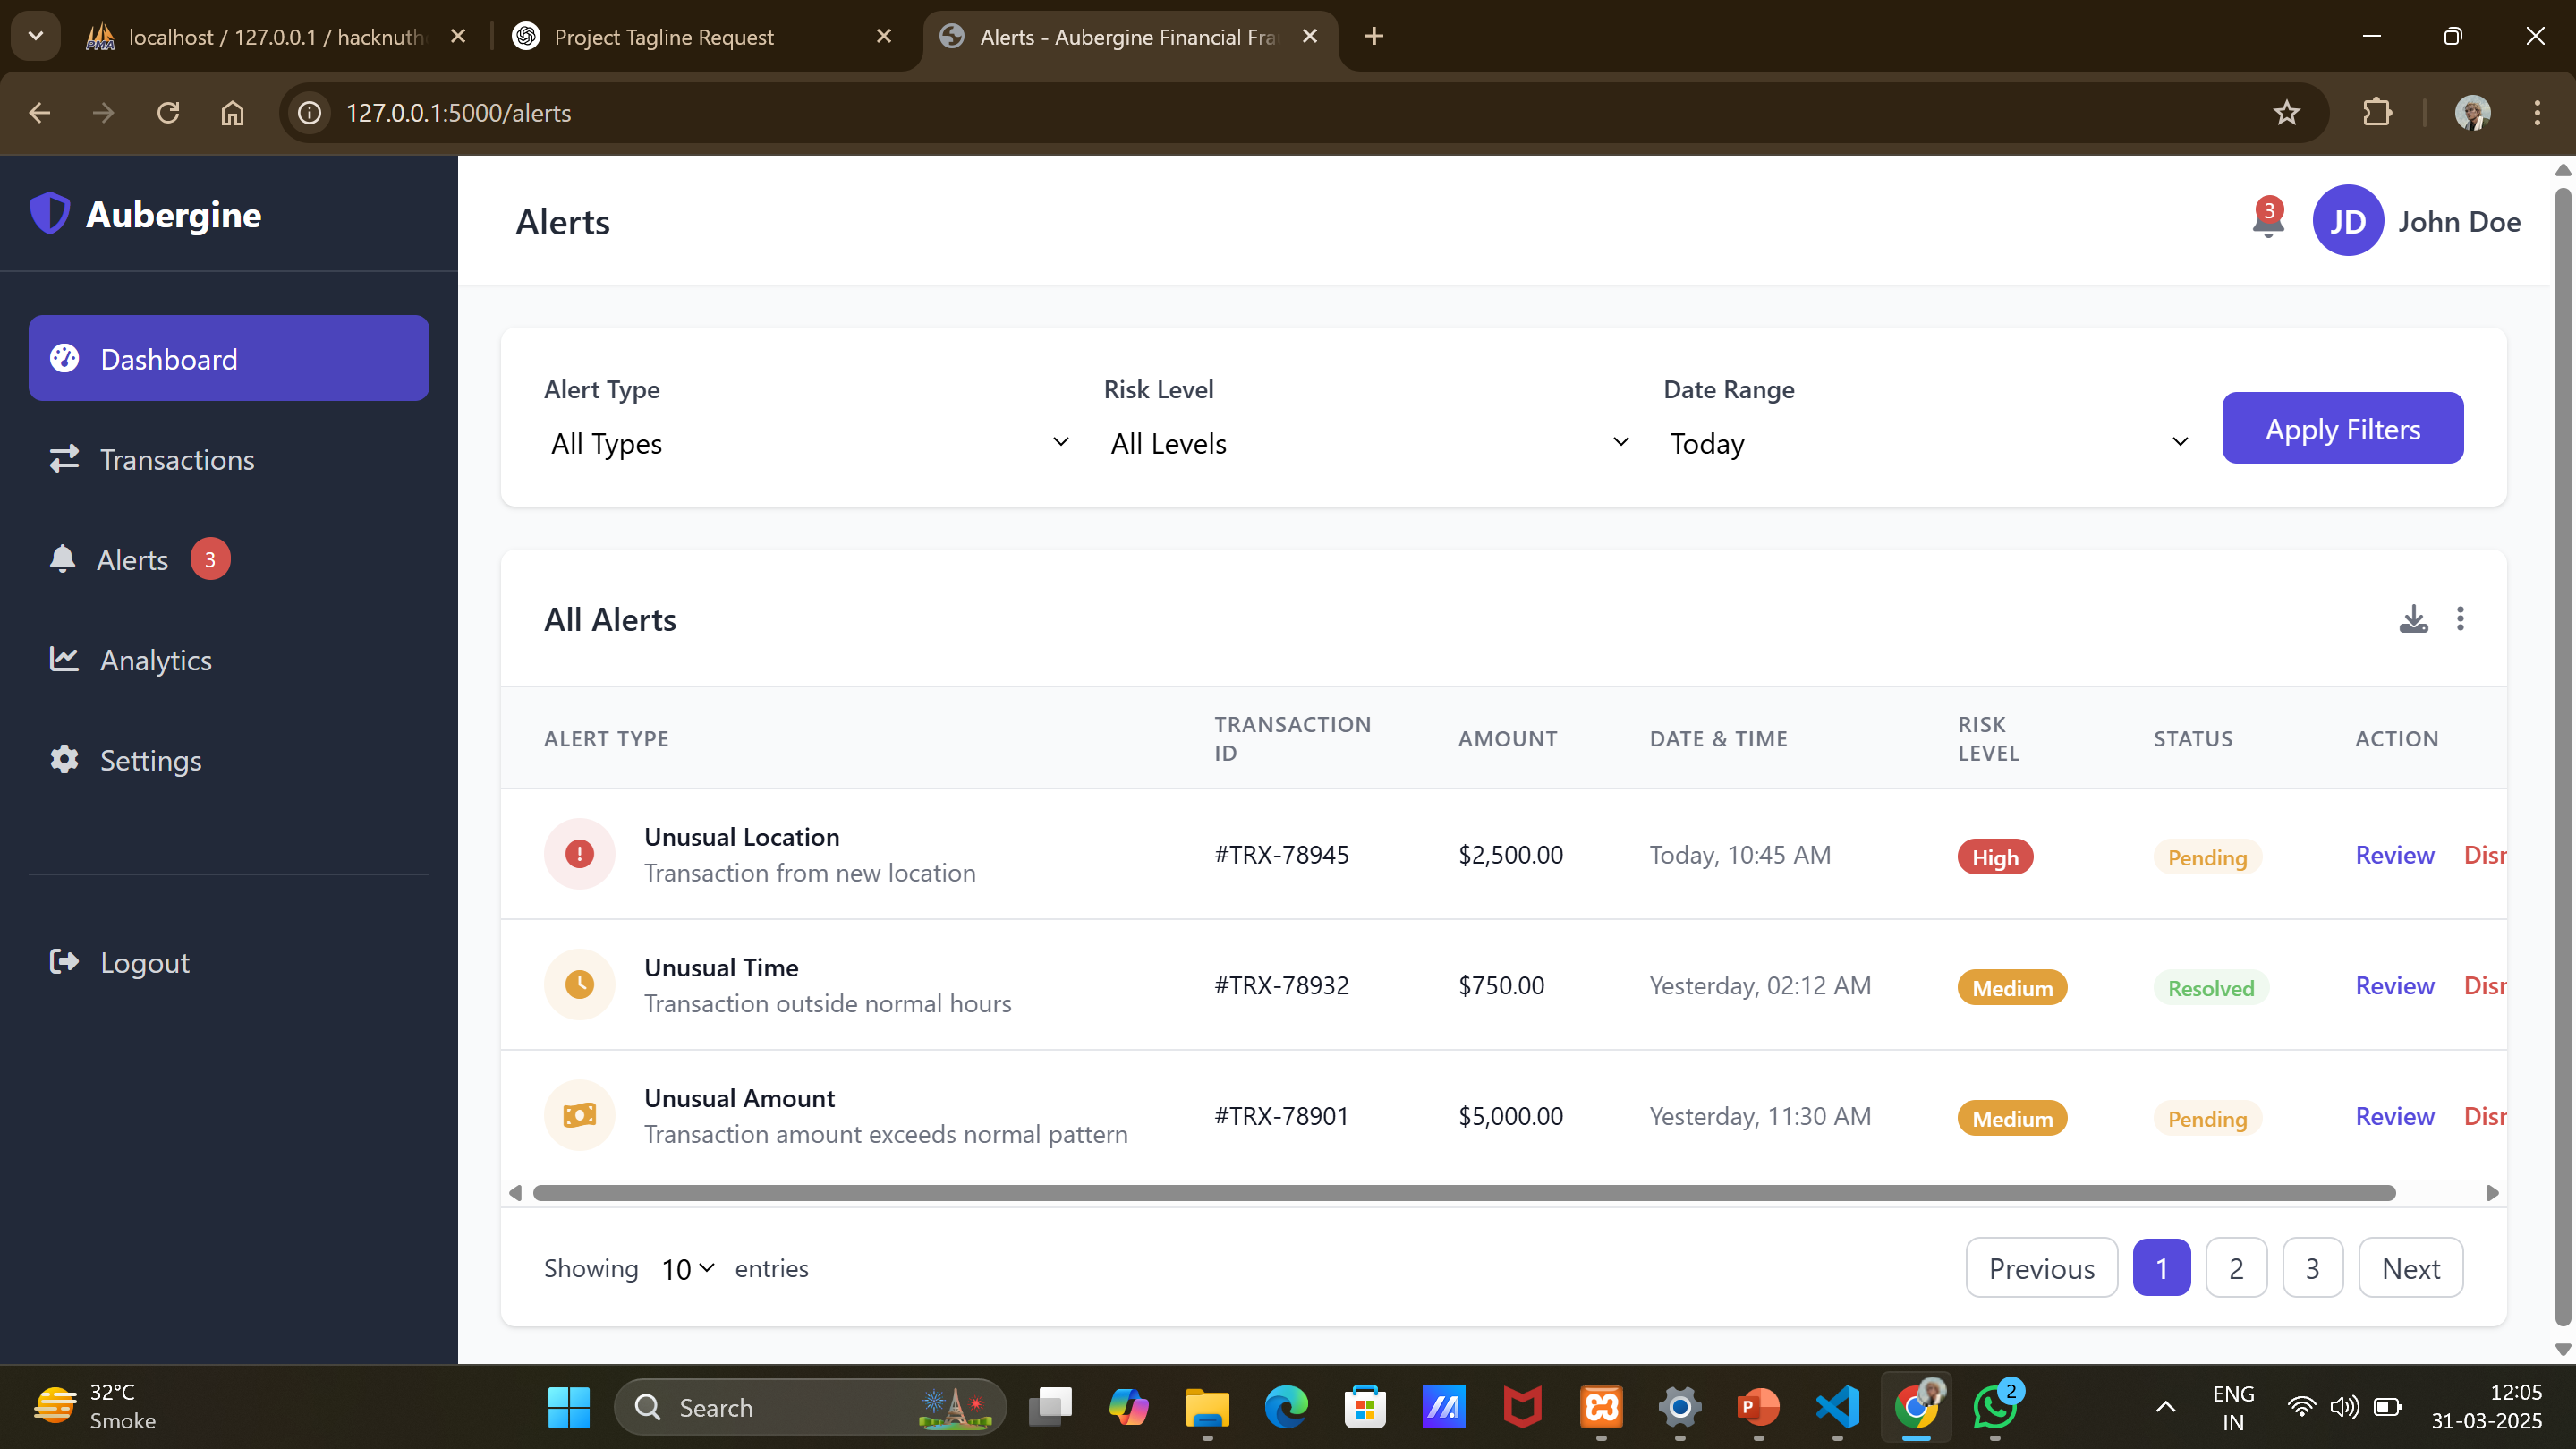 localhost / 127.0.0.1 / hacknuth
Project Tagline Request
Alerts - Aubergine Financial Fra
127.0.0.1:5000/alerts
Aubergine
Dashboard
Transactions
Alerts 3
Analytics
Settings
Logout
Alerts
3
JD John Doe
Alert Type
All Types
Risk Level
All Levels
Date Range
Today
Apply Filters
All Alerts
ALERT TYPE
TRANSACTION
ID
AMOUNT
DATE & TIME
RISK
LEVEL
STATUS
ACTION
Unusual Location
Transaction from new location
#TRX-78945 $2,500.00 Today, 10:45 AM High Pending Review Disr
Unusual Time
Transaction outside normal hours
#TRX-78932 $750.00 Yesterday, 02:12 AM Medium Resolved Review Disr
Unusual Amount
Transaction amount exceeds normal pattern
#TRX-78901 $5,000.00 Yesterday, 11:30 AM Medium Pending Review Disr
Showing 10 entries
Previous 1 2 3 Next
32°C
Smoke
Search
2
ENG
IN
12:05
31-03-2025